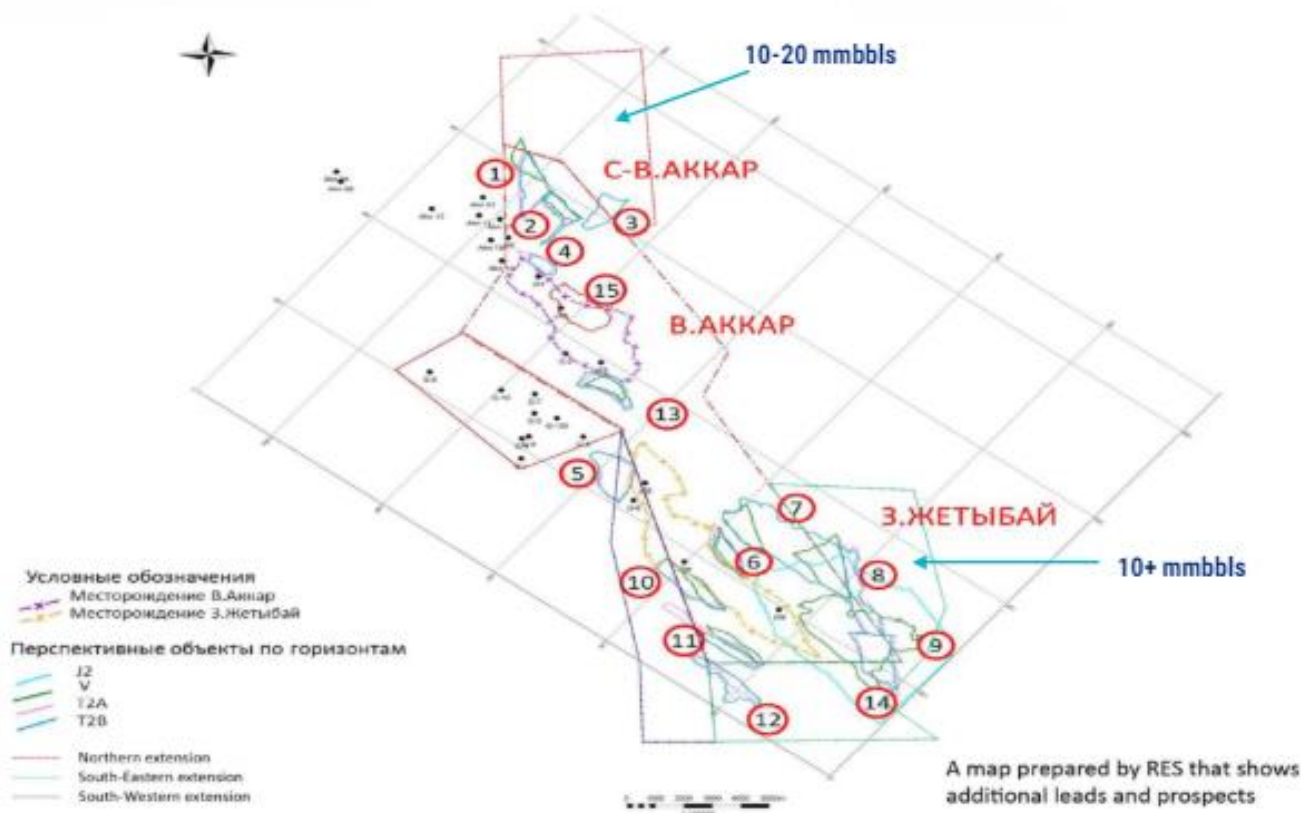 10-20 mmbbls
С-В.АККАР
1
2
3
4
15
В.АККАР
13
5
7
З.ЖЕТЫБАЙ
6
8
10+ mmbbls
10
11
9
14
12
Условные обозначения
Месторождение В.Аккар
Месторождение З.Жетыбай
Перспективные объекты по горизонтам
J2
V
T2A
T2B
Northern extension
South-Eastern extension
South-Western extension
A map prepared by RES that shows
additional leads and prospects